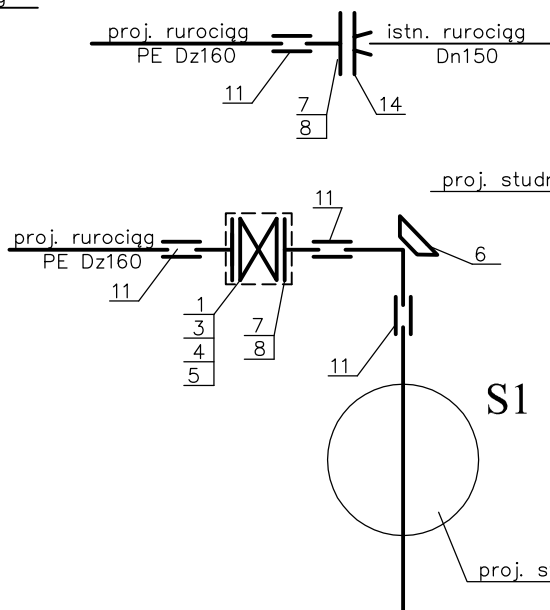 proj. rurociąg
PE Dz160
istn. rurociąg
Dn150
11
7
8
14
proj.
11
6
proj. rurociąg
PE Dz160
11
1
3
4
5
7
8
11
S1
proj.